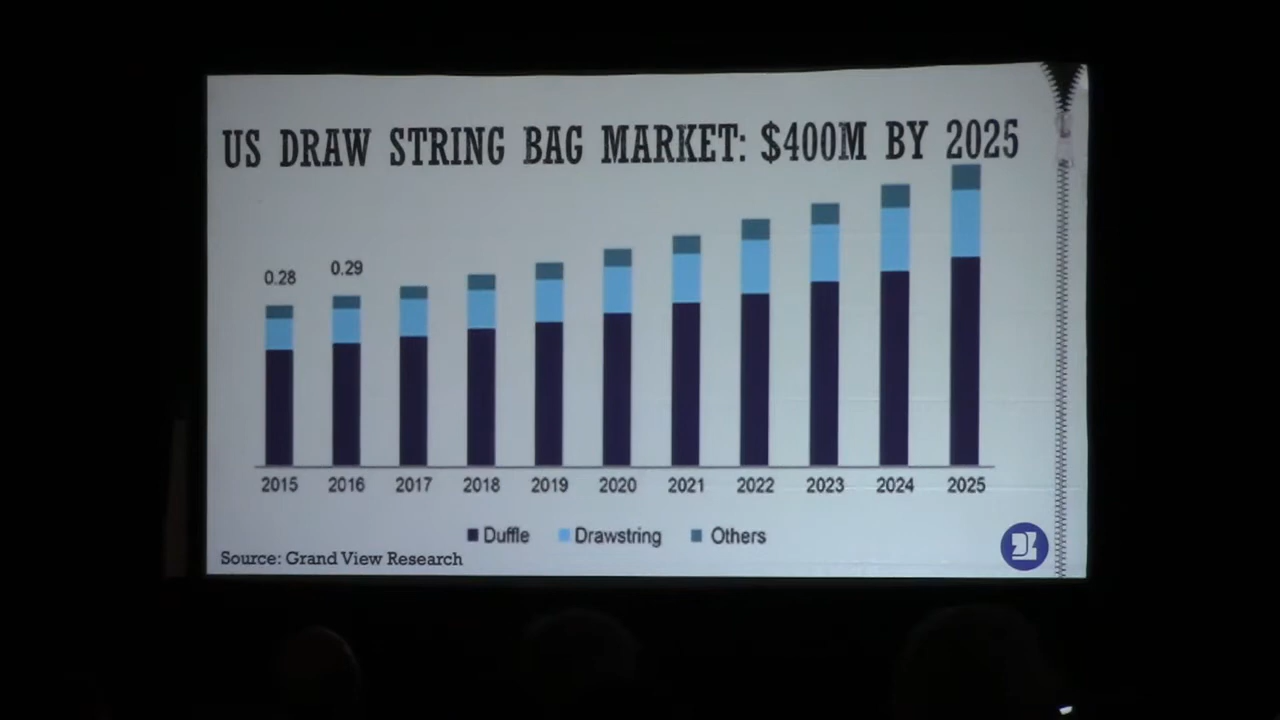 US DRAW STRING BAG MARKET: $400M BY 2025
0.28
0.29
2015 2016 2017 2018 2019 2020 2021 2022 2023 2024 2025
Duffle Drawstring Others
Source: Grand View Research